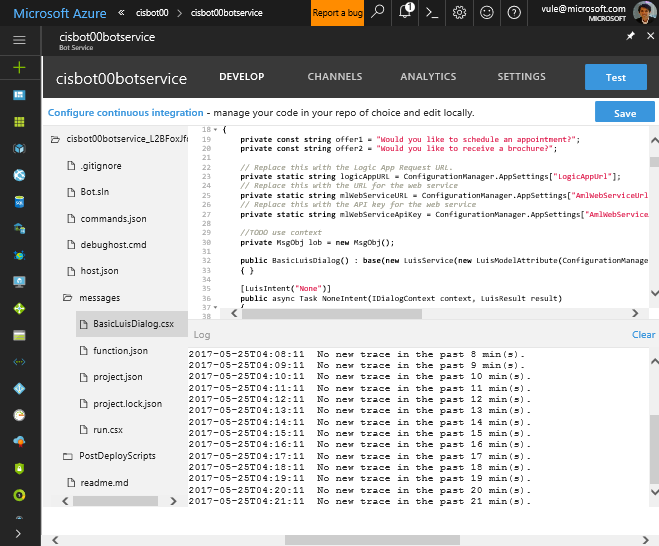 Microsoft Azure « cisbot00 > cisbot00botservice
Report a bug
1
vule@microsoft.com
MICROSOFT
cisbot00botservice
Bot Service
cisbot00botservice DEVELOP CHANNELS ANALYTICS SETTINGS Test
Configure continuous integration - manage your code in your repo of choice and edit locally.
Save
cisbot00botservice_L2BFoxJf
.gitignore
Bot.sln
commands.json
debughost.cmd
host.json
messages
BasicLuisDialog.csx
function.json
project.json
project.lock.json
run.csx
PostDeployScripts
readme.md
18 {
19 private const string offer1 = "Would you like to schedule an appointment?";
20 private const string offer2 = "Would you like to receive a brochure?";
21
22 // Replace this with the Logic App Request URL.
23 private static string logicAppURL = ConfigurationManager.AppSettings["LogicAppUrl"];
24 // Replace this with the URL for the web service
25 private static string mlWebServiceURL = ConfigurationManager.AppSettings["AmlWebServiceUrl
26 // Replace this with the API key for the web service
27 private static string mlWebServiceApiKey = ConfigurationManager.AppSettings["AmlWebService
28
29 //TODO use context
30 private MsgObj lob = new MsgObj();
31
32 public BasicLuisDialog() : base(new LuisService(new LuisModelAttribute(ConfigurationManage
33 { }
34
35 [LuisIntent("None")]
36 public async Task NoneIntent(IDialogContext context, LuisResult result)
37 {
38
Log Clear
2017-05-25T04:08:11 No new trace in the past 8 min(s).
2017-05-25T04:09:11 No new trace in the past 9 min(s).
2017-05-25T04:10:11 No new trace in the past 10 min(s).
2017-05-25T04:11:11 No new trace in the past 11 min(s).
2017-05-25T04:12:11 No new trace in the past 12 min(s).
2017-05-25T04:13:11 No new trace in the past 13 min(s).
2017-05-25T04:14:11 No new trace in the past 14 min(s).
2017-05-25T04:15:11 No new trace in the past 15 min(s).
2017-05-25T04:16:11 No new trace in the past 16 min(s).
2017-05-25T04:17:11 No new trace in the past 17 min(s).
2017-05-25T04:18:11 No new trace in the past 18 min(s).
2017-05-25T04:19:11 No new trace in the past 19 min(s).
2017-05-25T04:20:11 No new trace in the past 20 min(s).
2017-05-25T04:21:11 No new trace in the past 21 min(s).